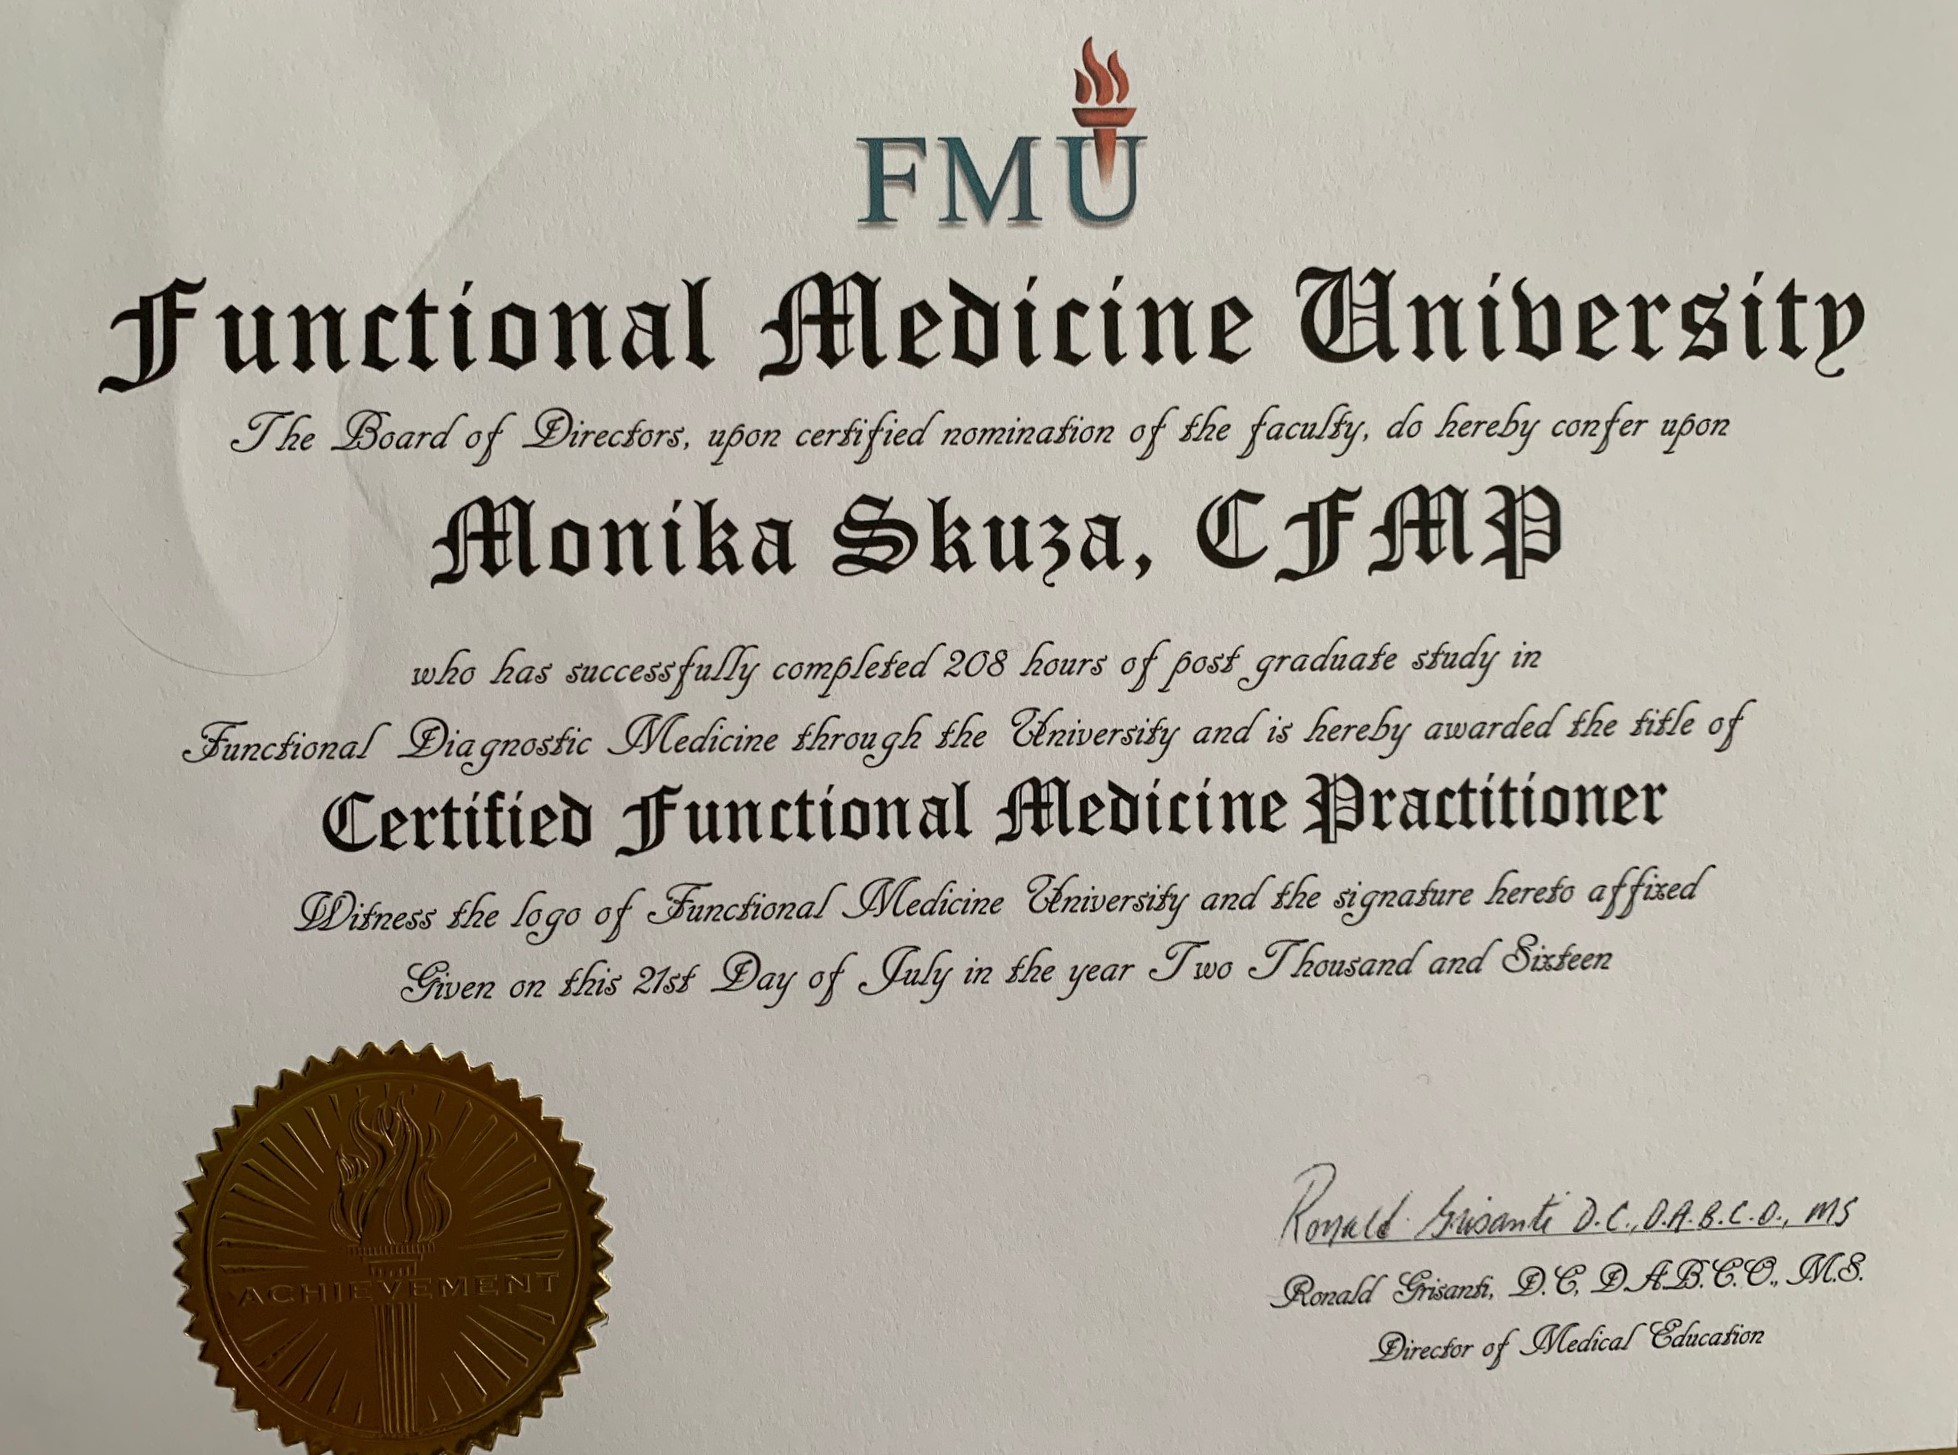 FMU
Functional Medicine University
The Board of Directors, upon certified nomination of the faculty, do hereby confer upon
Monika Skuza, CFMP
who has successfully completed 208 hours of post graduate study in
Functional Diagnostic Medicine through the University and is hereby awarded the title of
Certified Functional Medicine Practitioner
Witness the logo of Functional Medicine University and the signature hereto affixed
Given on this 21st Day of July in the year Two Thousand and Sixteen
ACHIEVEMENT
Ronald Grisanti D.C., D.A.B.C.O., MS
Ronald Grisanti, D.C, D.A.B.C.O., M.S.
Director of Medical Education